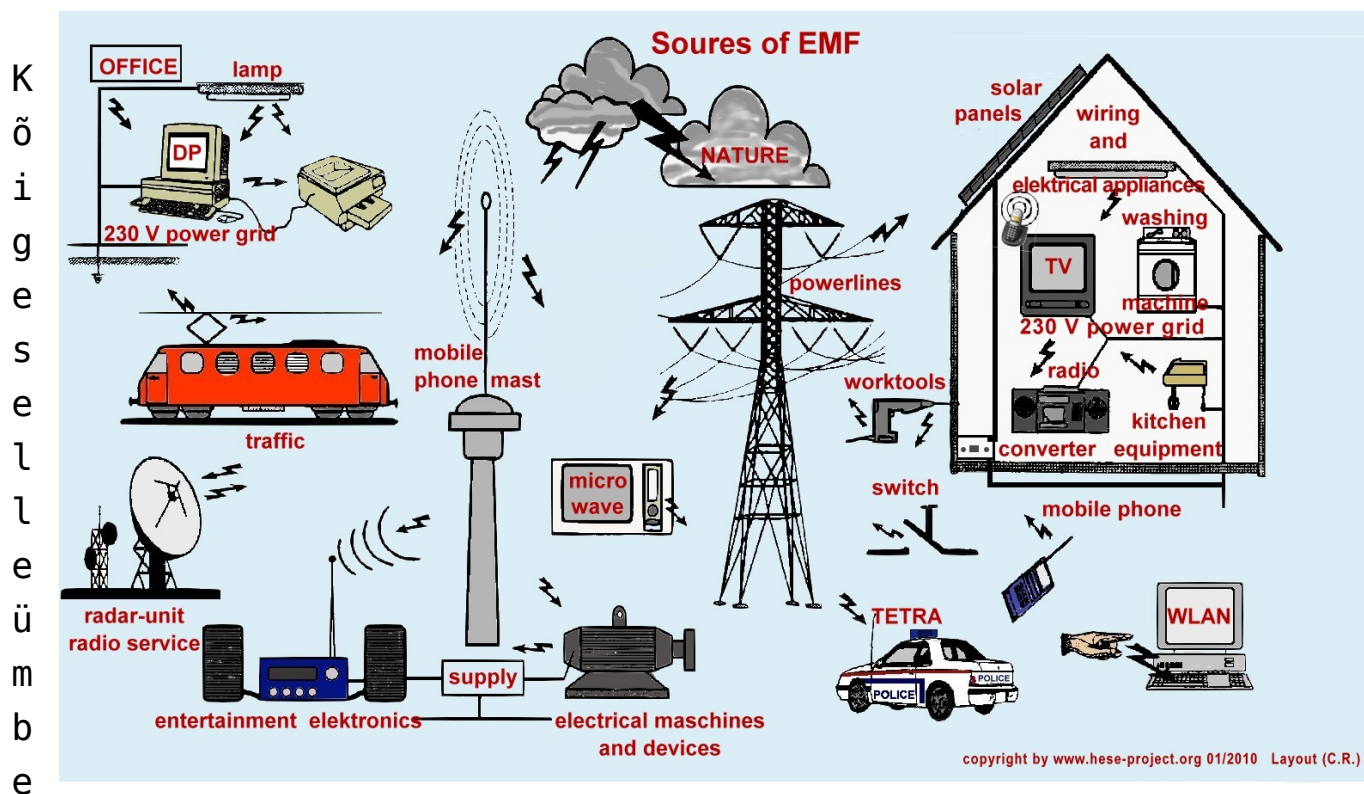 Kõigeselleümbe
Soures of EMF
OFFICE
lamp
DP
230 V power grid
NATURE
solar
panels
wiring
and
elektrical appliances
washing
TV
machine
230 V power grid
radio
kitchen
converter equipment
powerlines
mobile
phone mast
traffic
worktools
micro
wave
switch
mobile phone
radar-unit
radio service
TETRA
POLICE
POLICE
WLAN
supply
entertainment elektronics
electrical maschines
and devices
copyright by www.hese-project.org 01/2010 Layout (C.R.)